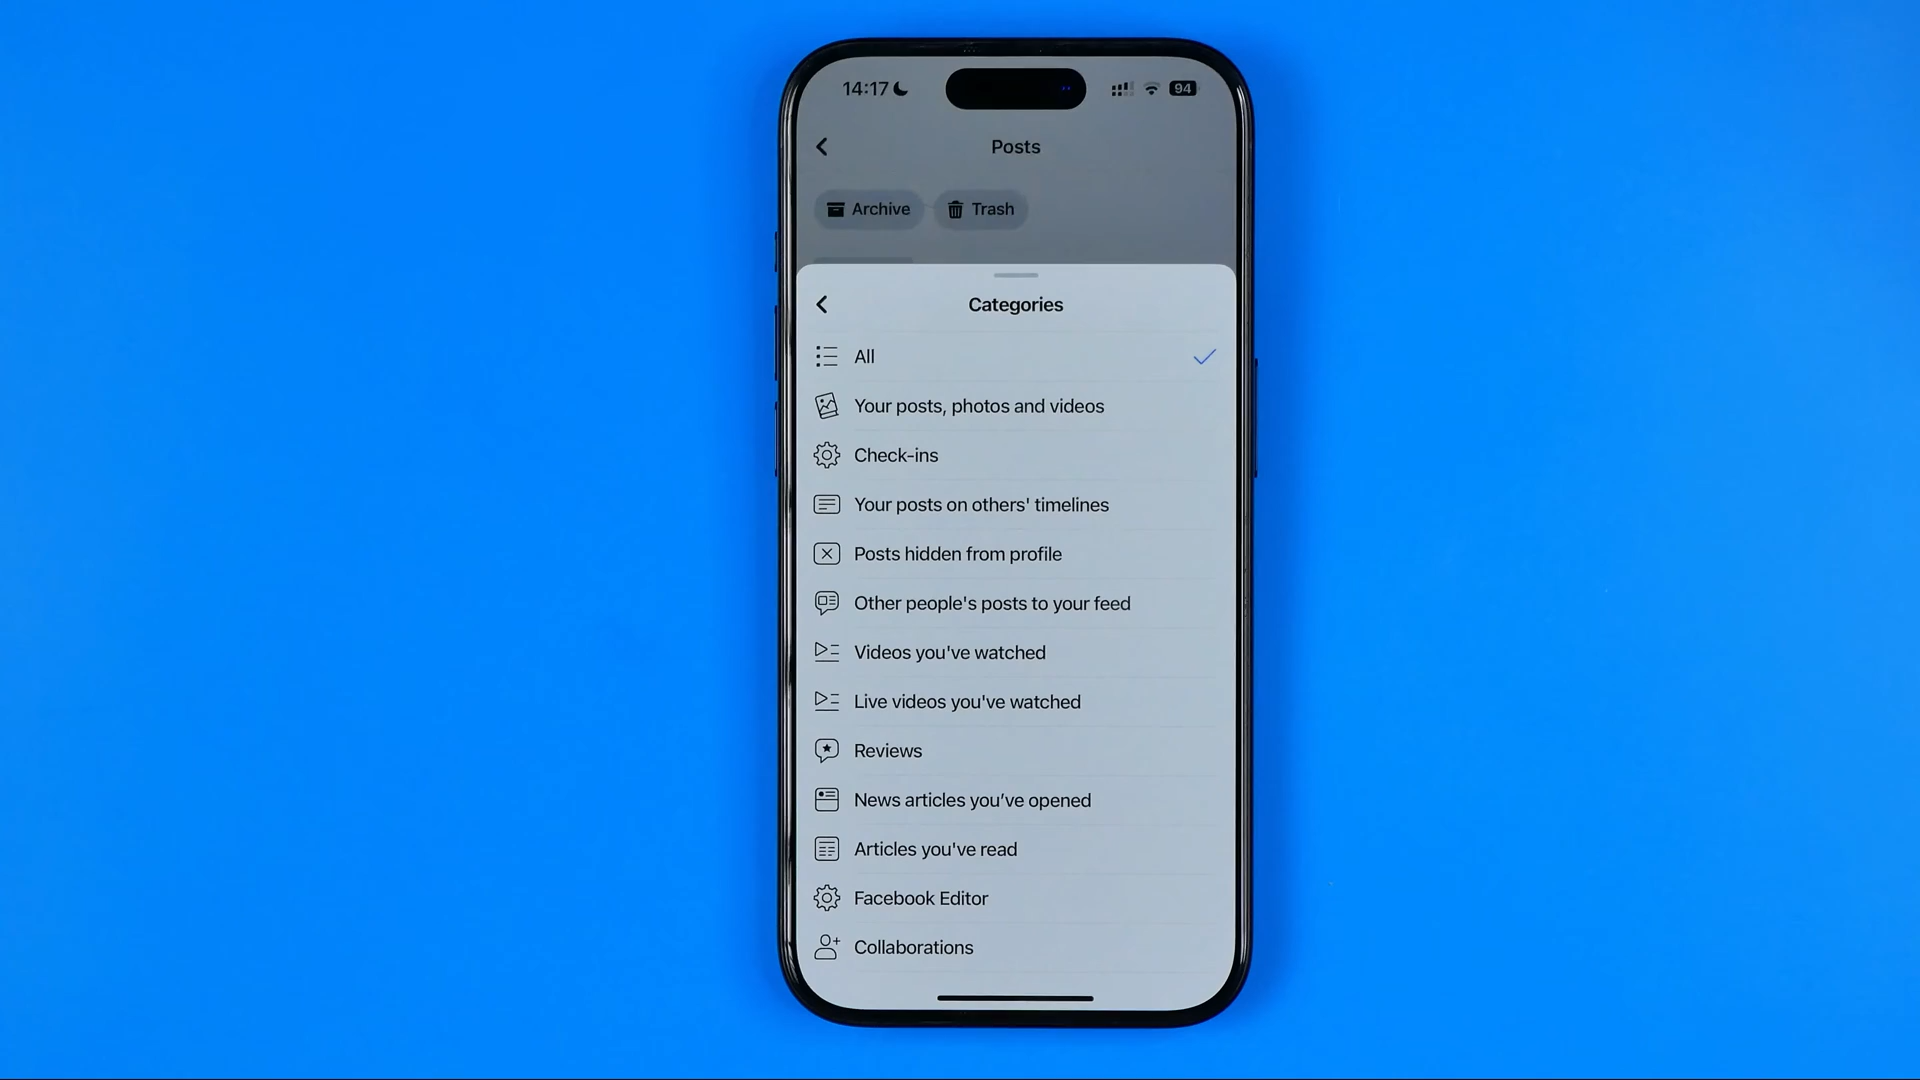 14:17
94
Posts
Archive
Trash
Categories
All
Your posts, photos and videos
Check-ins
Your posts on others' timelines
Posts hidden from profile
Other people's posts to your feed
Videos you've watched
Live videos you've watched
Reviews
News articles you’ve opened
Articles you've read
Facebook Editor
Collaborations